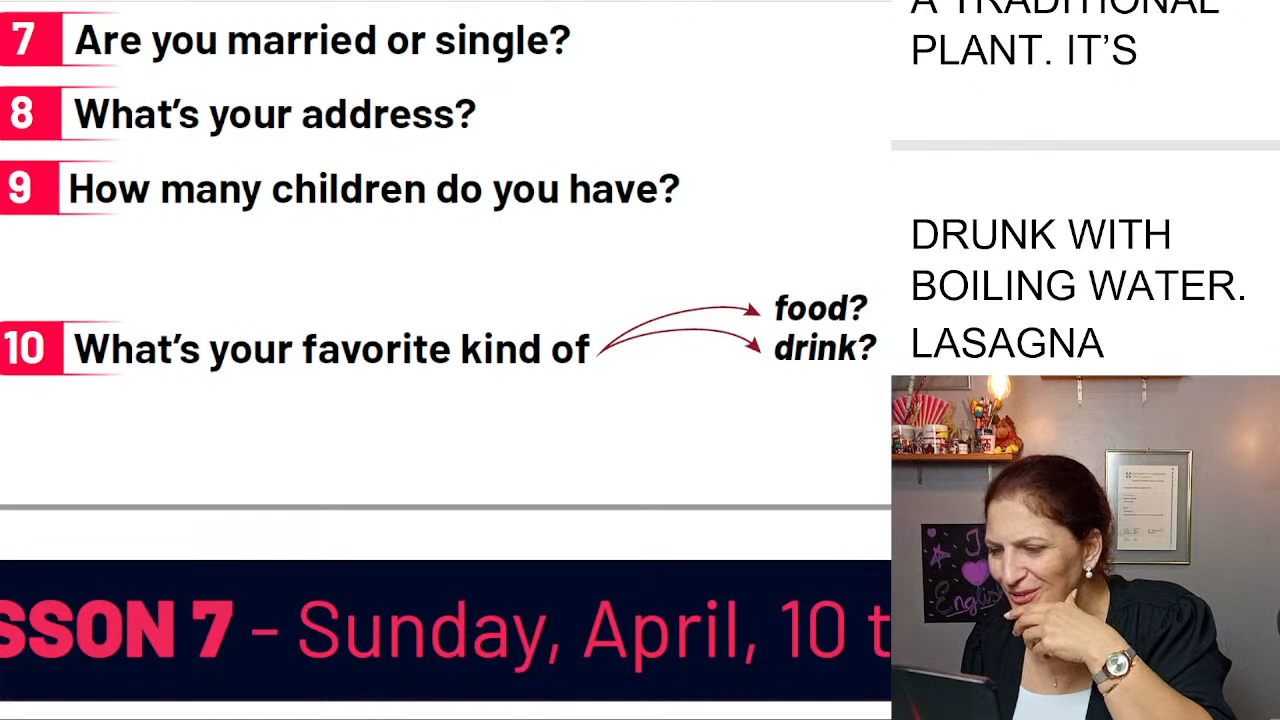 7 Are you married or single?
8 What's your address?
9 How many children do you have?
10 What's your favorite kind of
food?
drink?
SSON 7 - Sunday, April, 10 t
PLANT. IT'S
DRUNK WITH
BOILING WATER.
LASAGNA
I
English